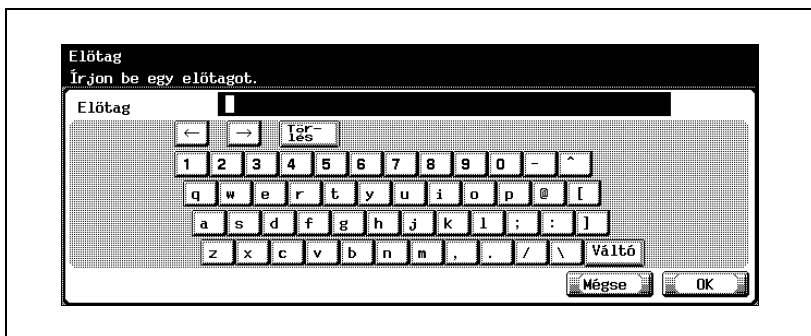 Elötag
Írjon be egy elötagot.
Elötag
← → Tör-
lés
1 2 3 4 5 6 7 8 9 0 - ^
q w e r t y u i o p @ [
a s d f g h j k l ; : ]
z x c v b n m , . / \ Váltó
Mégse OK